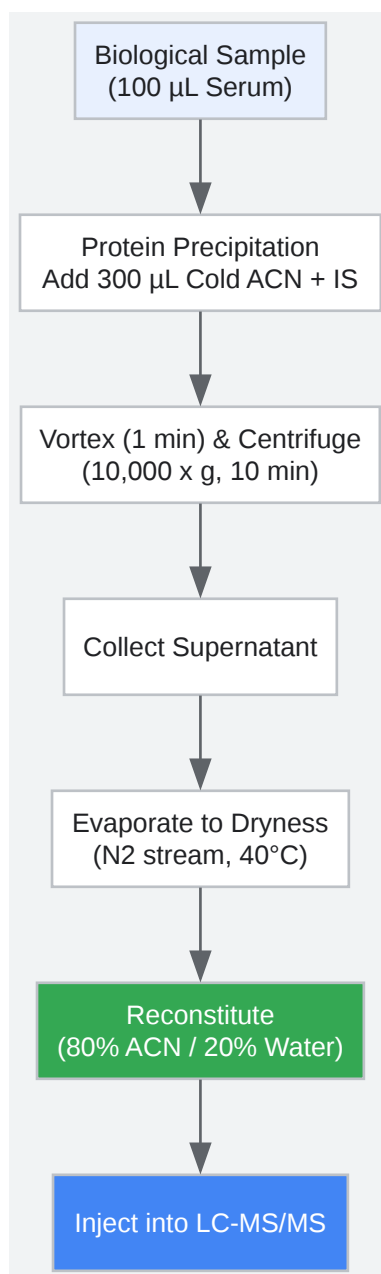 Biological Sample
(100 µL Serum)
Protein Precipitation
Add 300 µL Cold ACN + IS
Vortex (1 min) & Centrifuge
(10,000 x g, 10 min)
Collect Supernatant
Evaporate to Dryness
(N2 stream, 40°C)
Reconstitute
(80% ACN / 20% Water)
Inject into LC-MS/MS